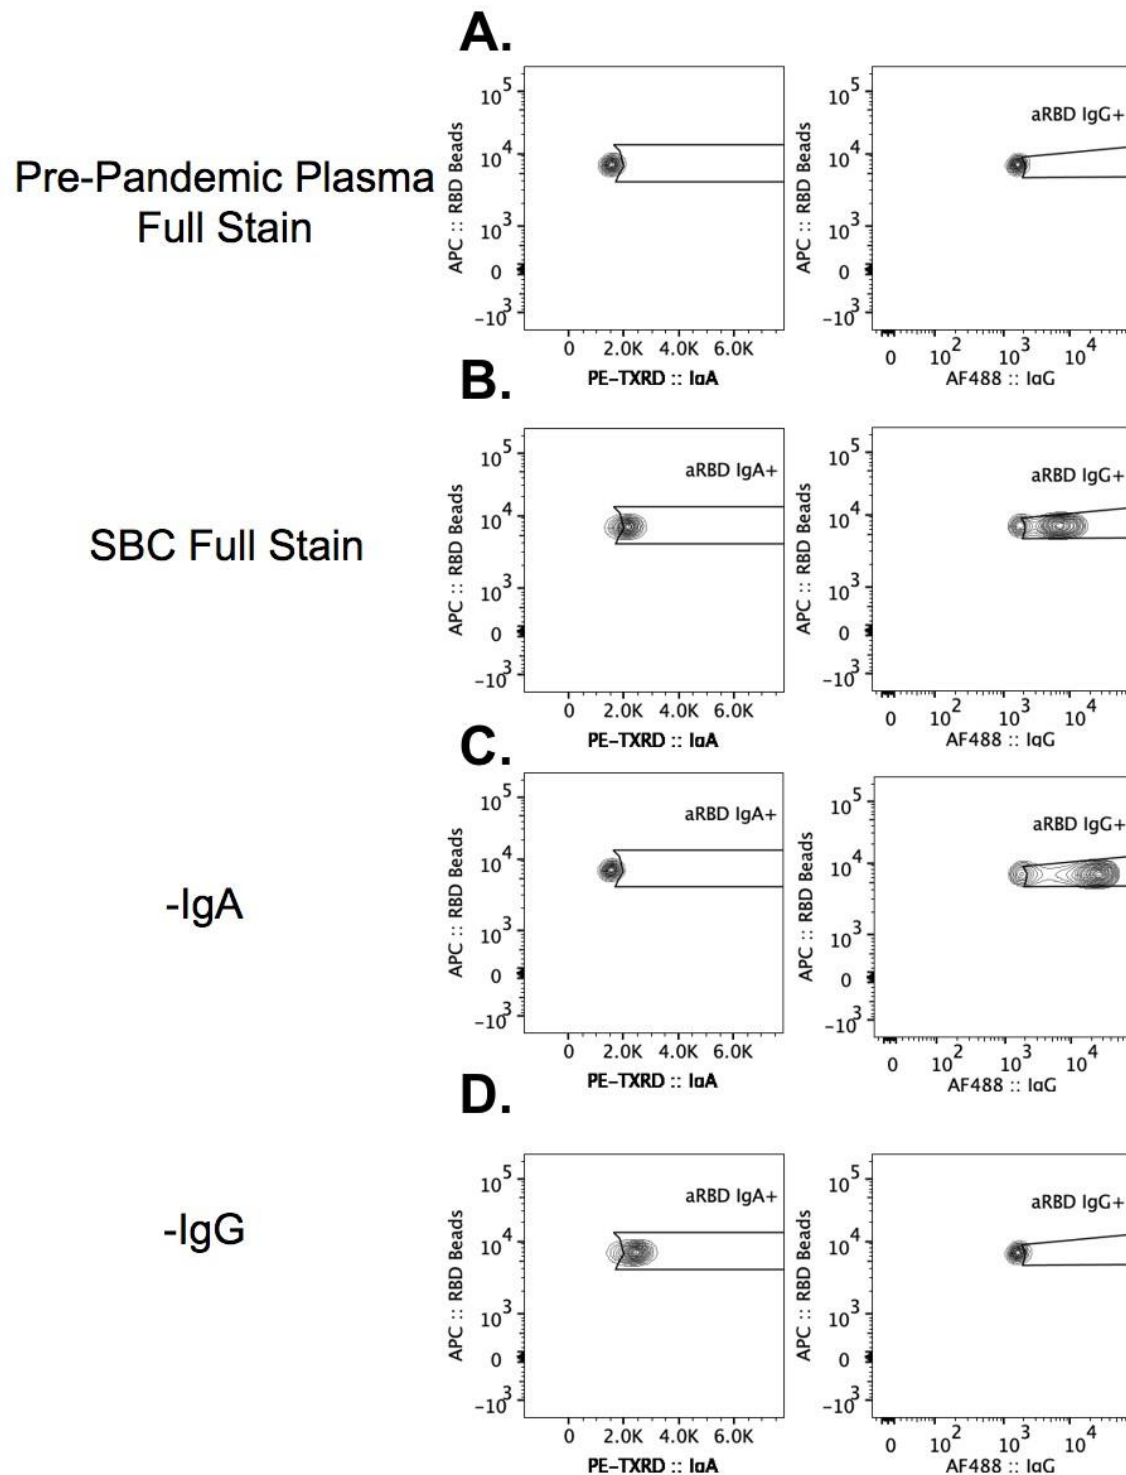 A.
Pre-Pandemic Plasma
Full Stain
APC :: RBD Beads
10^5
10^4
10^3
0
-10^3
0 2.0K 4.0K 6.0K
PE-TXRD :: IgA
aRBD IgG+
APC :: RBD Beads
10^5
10^4
10^3
0
-10^3
0 10^2 10^3 10^4
AF488 :: IgG
B.
SBC Full Stain
aRBD IgA+
APC :: RBD Beads
10^5
10^4
10^3
0
-10^3
0 2.0K 4.0K 6.0K
PE-TXRD :: IgA
aRBD IgG+
APC :: RBD Beads
10^5
10^4
10^3
0
-10^3
0 10^2 10^3 10^4
AF488 :: IgG
C.
-IgA
aRBD IgA+
APC :: RBD Beads
10^5
10^4
10^3
0
-10^3
0 2.0K 4.0K 6.0K
PE-TXRD :: IgA
aRBD IgG+
APC :: RBD Beads
10^5
10^4
10^3
0
-10^3
0 10^2 10^3 10^4
AF488 :: IgG
D.
-IgG
aRBD IgA+
APC :: RBD Beads
10^5
10^4
10^3
0
-10^3
0 2.0K 4.0K 6.0K
PE-TXRD :: IgA
aRBD IgG+
APC :: RBD Beads
10^5
10^4
10^3
0
-10^3
0 10^2 10^3 10^4
AF488 :: IgG